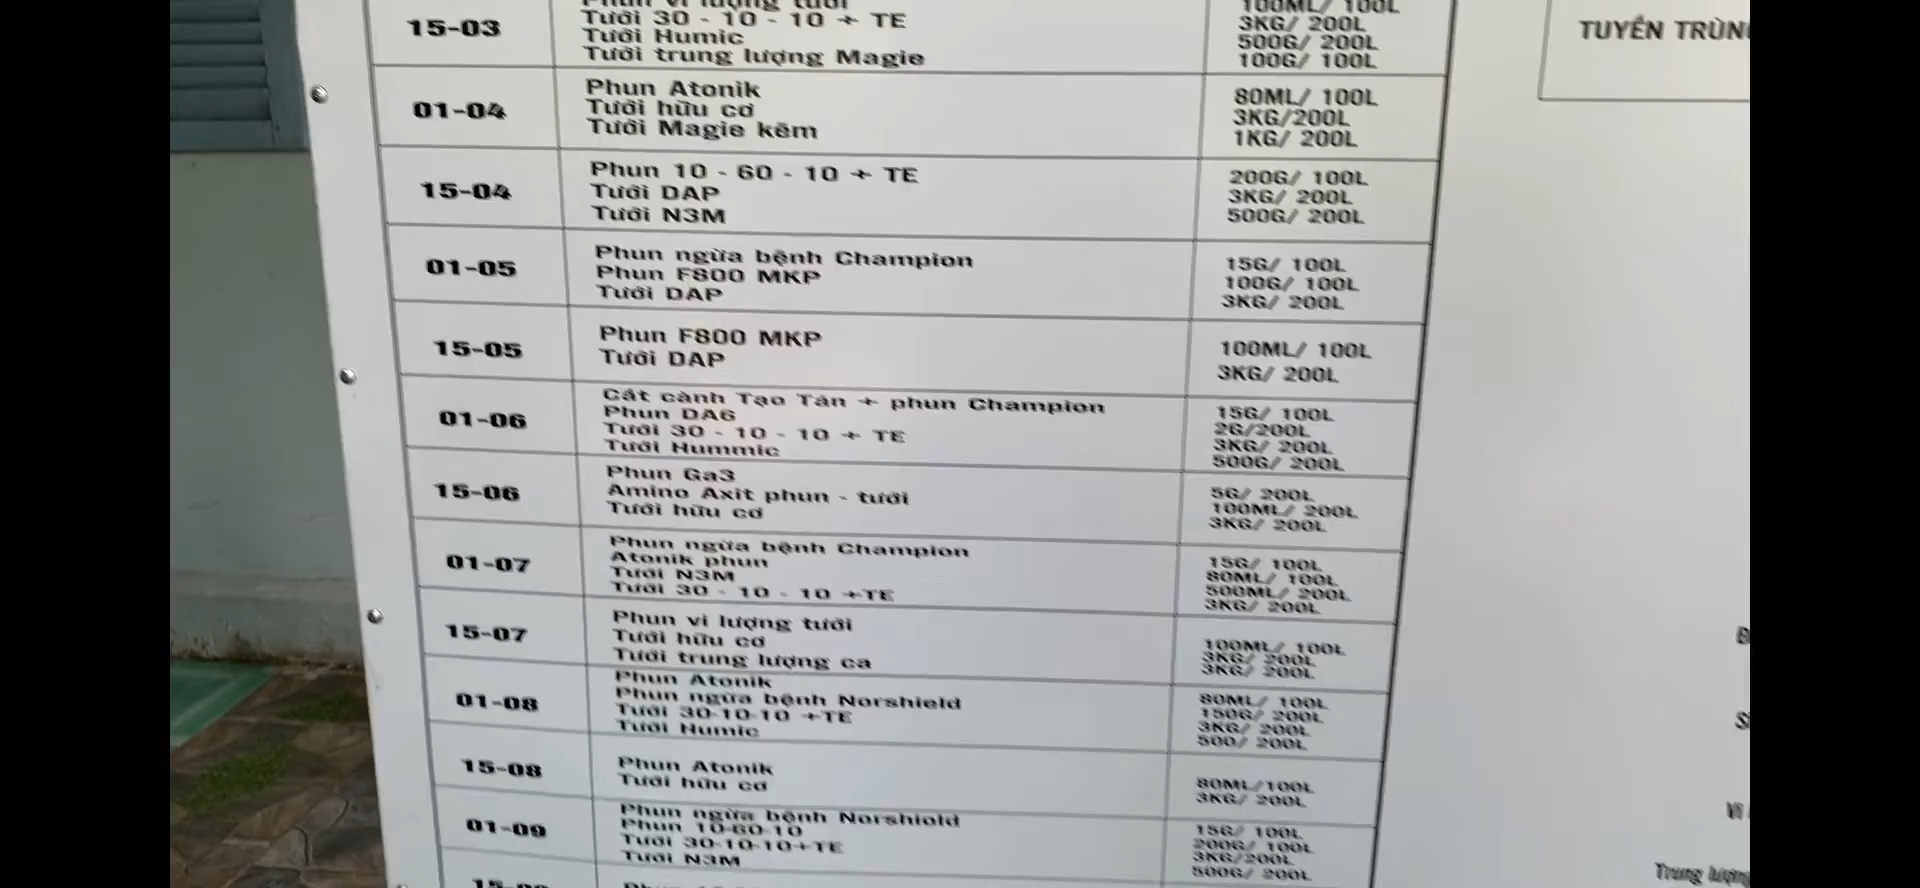 15-03
Phun vi lượng tưới 100ML/ 100L
Tưới 30 - 10 - 10 + TE 3KG/ 200L
Tưới Humic 500G/ 200L
Tưới trung lượng Magie 100G/ 100L
01-04
Phun Atonik 80ML/ 100L
Tưới hữu cơ 3KG/200L
Tưới Magie kẽm 1KG/ 200L
15-04
Phun 10 - 60 - 10 + TE 200G/ 100L
Tưới DAP 3KG/ 200L
Tưới N3M 500G/ 200L
01-05
Phun ngừa bệnh Champion 15G/ 100L
Phun F800 MKP 100G/ 100L
Tưới DAP 3KG/ 200L
15-05
Phun F800 MKP 100ML/ 100L
Tưới DAP 3KG/ 200L
01-06
Cắt cành Tạo Tán + phun Champion 15G/ 100L
Phun DA6 2G/200L
Tưới 30 - 10 - 10 + TE 3KG/ 200L
Tưới Hummic 500G/ 200L
15-06
Phun Ga3 5G/ 200L
Amino Axit phun - tưới 100ML/ 200L
Tưới hữu cơ 3KG/ 200L
01-07
Phun ngừa bệnh Champion 15G/ 100L
Atonik phun 80ML/ 100L
Tưới N3M 500ML/ 200L
Tưới 30 - 10 - 10 +TE 3KG/ 200L
15-07
Phun vi lượng tưới 100ML/ 100L
Tưới hữu cơ 3KG/ 200L
Tưới trung lượng ca 3KG/ 200L
01-08
Phun Atonik 80ML/ 100L
Phun ngừa bệnh Norshield 150G/ 200L
Tưới 30-10-10 +TE 3KG/ 200L
Tưới Humic 500/ 200L
15-08
Phun Atonik 80ML/100L
Tưới hữu cơ 3KG/ 200L
01-09
Phun ngừa bệnh Norshiold 15G/ 100L
Phun 10-60-10 200G/ 100L
Tưới 30-10-10+TE 3KG/200L
Tưới N3M 500G/ 200L
TUYẾN TRÙNG
Trung lượng